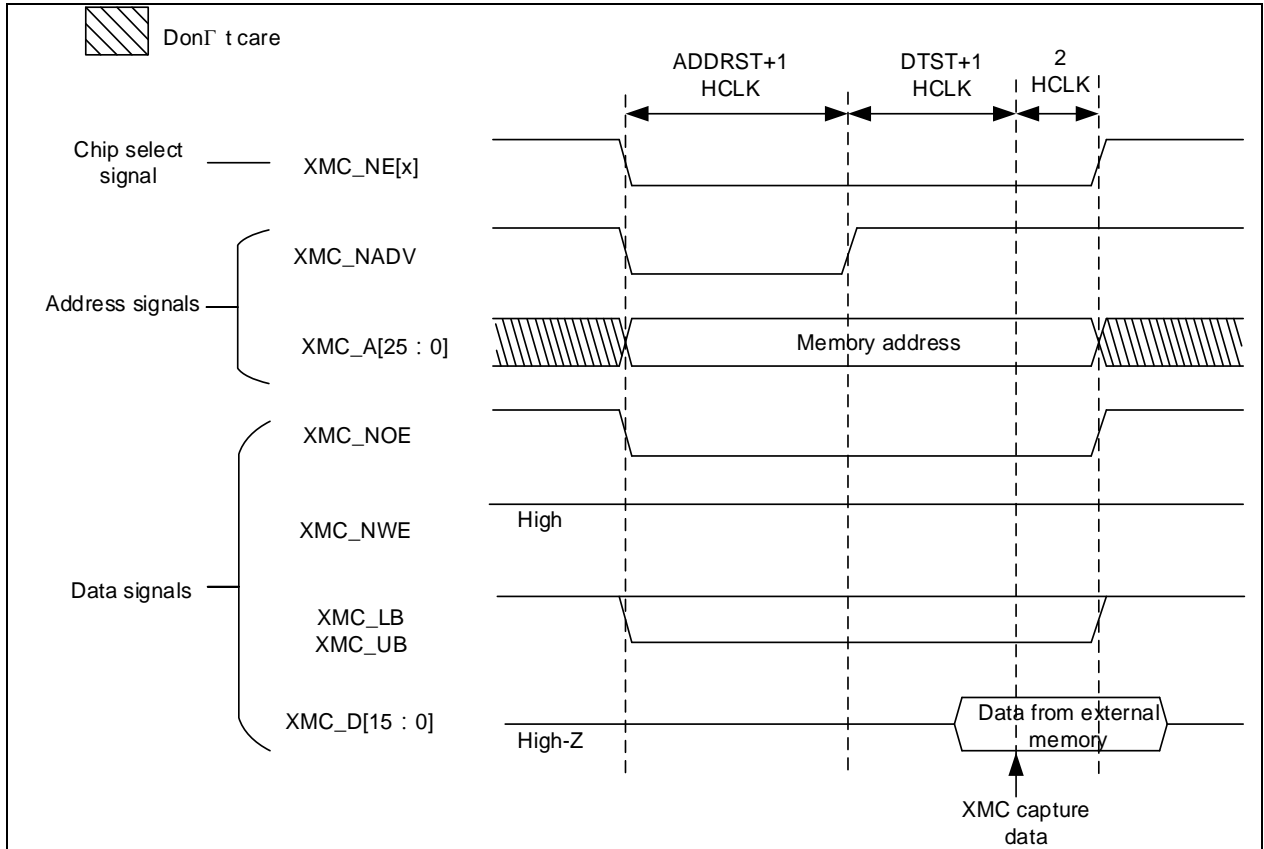 DonΓ t care
ADDRST+1
HCLK
DTST+1
HCLK
2
HCLK
Chip select
signal
XMC_NE[x]
XMC_NADV
Address signals
XMC_A[25 : 0]
Memory address
XMC_NOE
High
XMC_NWE
Data signals
XMC_LB
XMC_UB
XMC_D[15 : 0]
High-Z
Data from external
memory
XMC capture
data